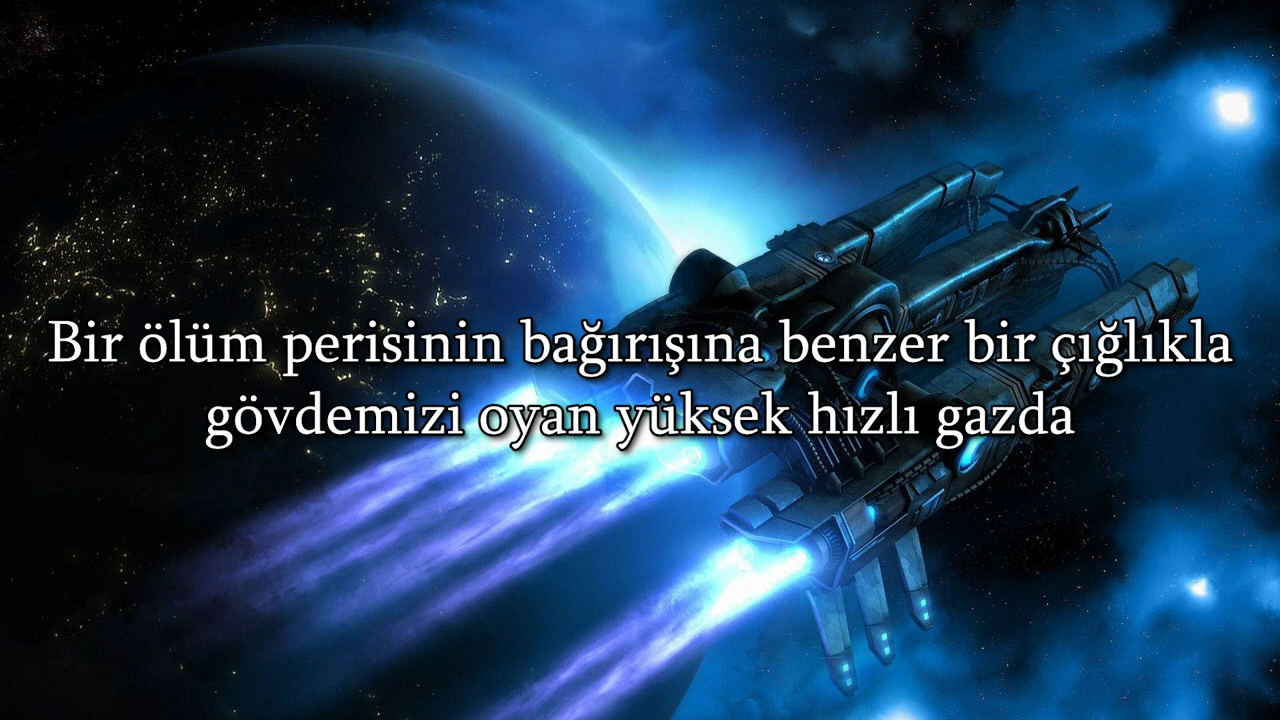 Bir ölüm perisinin bağırışına benzer bir çığlıkla
gövdemizi oyan yüksek hızlı gazda